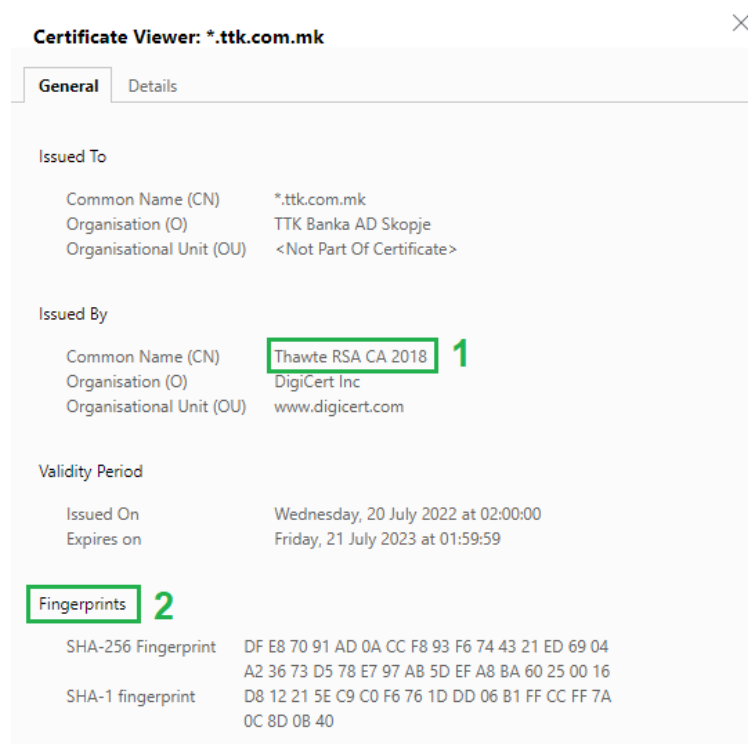 Certificate Viewer: *.ttk.com.mk
General Details
Issued To
Common Name (CN) *.ttk.com.mk
Organisation (O) TTK Banka AD Skopje
Organisational Unit (OU) <Not Part Of Certificate>
Issued By
Common Name (CN) Thawte RSA CA 2018 1
Organisation (O) DigiCert Inc
Organisational Unit (OU) www.digicert.com
Validity Period
Issued On Wednesday, 20 July 2022 at 02:00:00
Expires on Friday, 21 July 2023 at 01:59:59
Fingerprints 2
SHA-256 Fingerprint DF E8 70 91 AD 0A CC F8 93 F6 74 43 21 ED 69 04
A2 36 73 D5 78 E7 97 AB 5D EF A8 BA 60 25 00 16
SHA-1 fingerprint D8 12 21 5E C9 C0 F6 76 1D DD 06 B1 FF CC FF 7A
0C 8D 0B 40